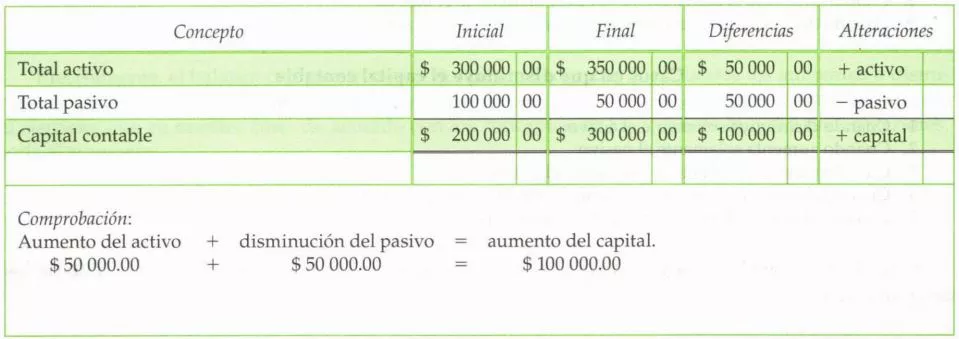 Concepto Inicial Final Diferencias Alteraciones
Total activo $ 300 000 00 $ 350 000 00 $ 50 000 00 + activo
Total pasivo 100 000 00 50 000 00 50 000 00 − pasivo
Capital contable $ 200 000 00 $ 300 000 00 $ 100 000 00 + capital
Comprobación:
Aumento del activo + disminución del pasivo = aumento del capital.
$ 50 000.00 + $ 50 000.00 = $ 100 000.00